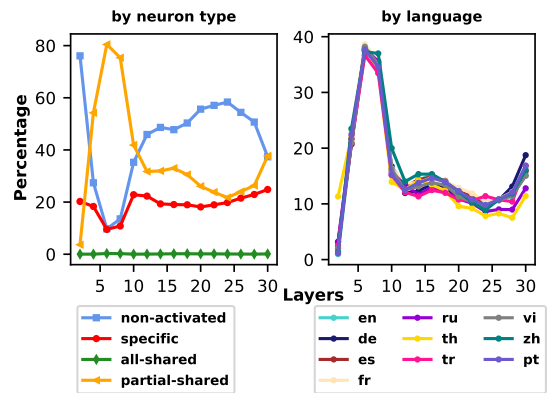 by neuron type
by language
Percentage
80
60
40
20
0
5 10 15 20 25 30
40
30
20
10
0
5 10 15 20 25 30
Layers
non-activated
specific
all-shared
partial-shared
en ru vi
de th zh
es tr pt
fr